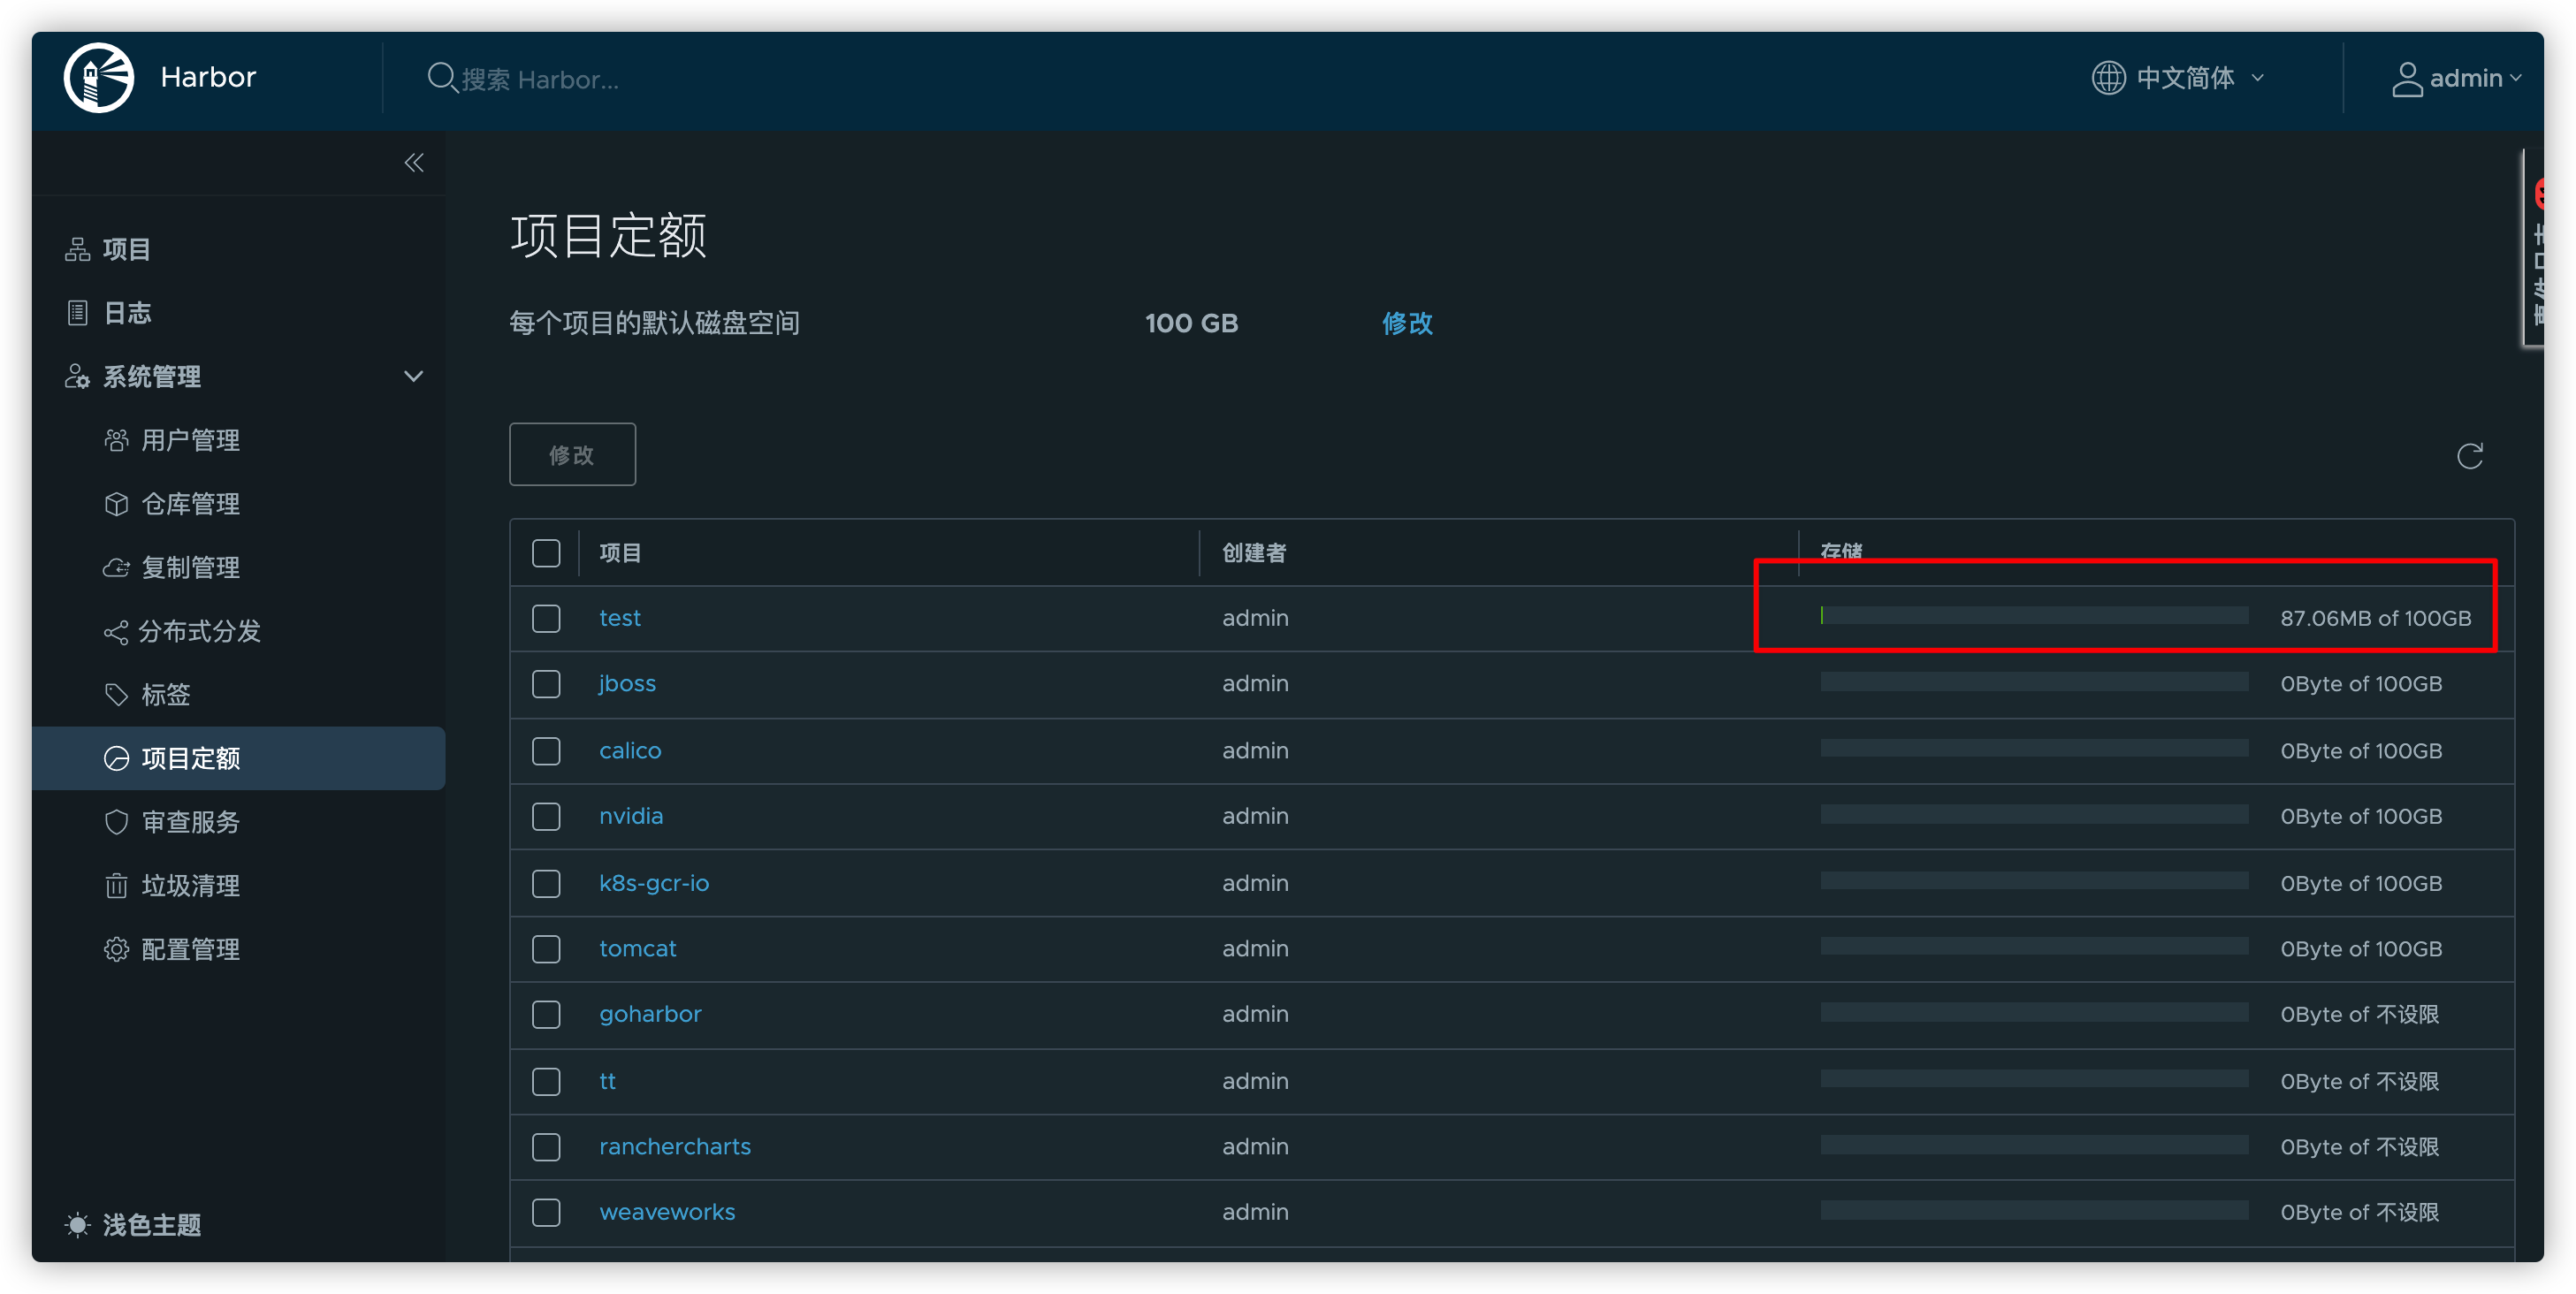 Harbor
搜索 Harbor...
中文简体
admin
项目
日志
系统管理
用户管理
仓库管理
复制管理
分布式分发
标签
项目定额
审查服务
垃圾清理
配置管理
浅色主题
项目定额
每个项目的默认磁盘空间 100 GB 修改
修改
项目 创建者 存储
test admin 87.06MB of 100GB
jboss admin 0Byte of 100GB
calico admin 0Byte of 100GB
nvidia admin 0Byte of 100GB
k8s-gcr-io admin 0Byte of 100GB
tomcat admin 0Byte of 100GB
goharbor admin 0Byte of 不设限
tt admin 0Byte of 不设限
ranchercharts admin 0Byte of 不设限
weaveworks admin 0Byte of 不设限